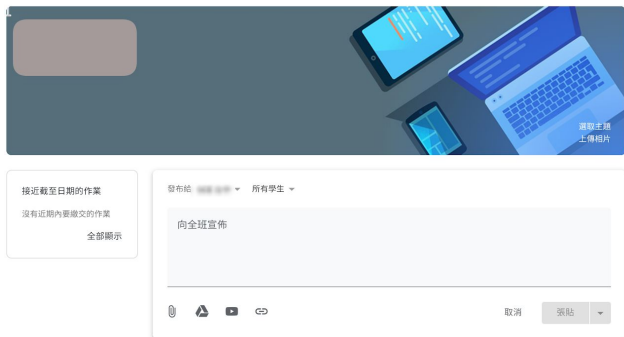 選取主題
上傳相片
接近截至日期的作業
沒有近期內要繳交的作業
全部顯示
發布給
所有學生
向全班宣佈
取消
張貼